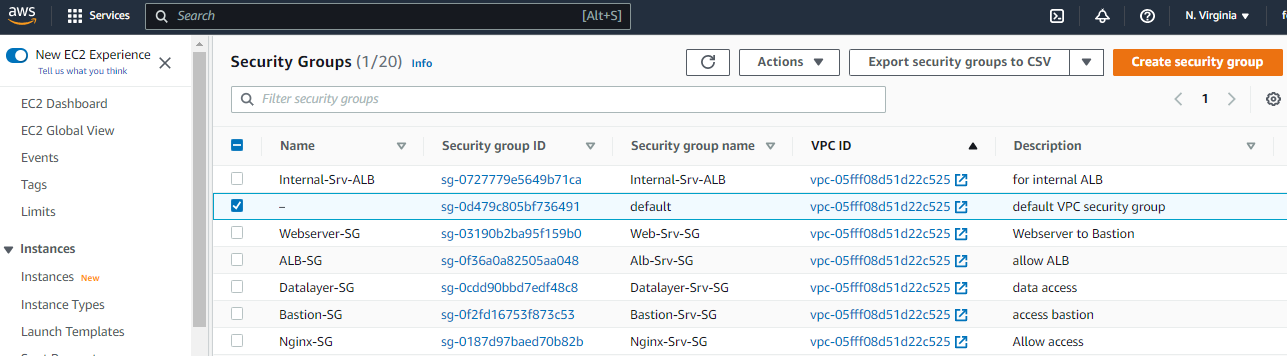 aws Services Search [Alt+S] N. Virginia
New EC2 Experience
Tell us what you think
EC2 Dashboard
EC2 Global View
Events
Tags
Limits
Instances
Instances New
Instance Types
Launch Templates
Security Groups (1/20) Info Actions Export security groups to CSV Create security group
Filter security groups 1
Name Security group ID Security group name VPC ID Description
Internal-Srv-ALB sg-0727779e5649b71ca Internal-Srv-ALB vpc-05fff08d51d22c525 for internal ALB
– sg-0d479c805bf736491 default vpc-05fff08d51d22c525 default VPC security group
Webserver-SG sg-03190b2ba95f159b0 Web-Srv-SG vpc-05fff08d51d22c525 Webserver to Bastion
ALB-SG sg-0f36a0a82505aa048 Alb-Srv-SG vpc-05fff08d51d22c525 allow ALB
Datalayer-SG sg-0cdd90bbd7edf48c8 Datalayer-Srv-SG vpc-05fff08d51d22c525 data access
Bastion-SG sg-0f2fd16753f873c53 Bastion-Srv-SG vpc-05fff08d51d22c525 access bastion
Nginx-SG sg-0187d97baed70b82b Nginx-Srv-SG vpc-05fff08d51d22c525 Allow access